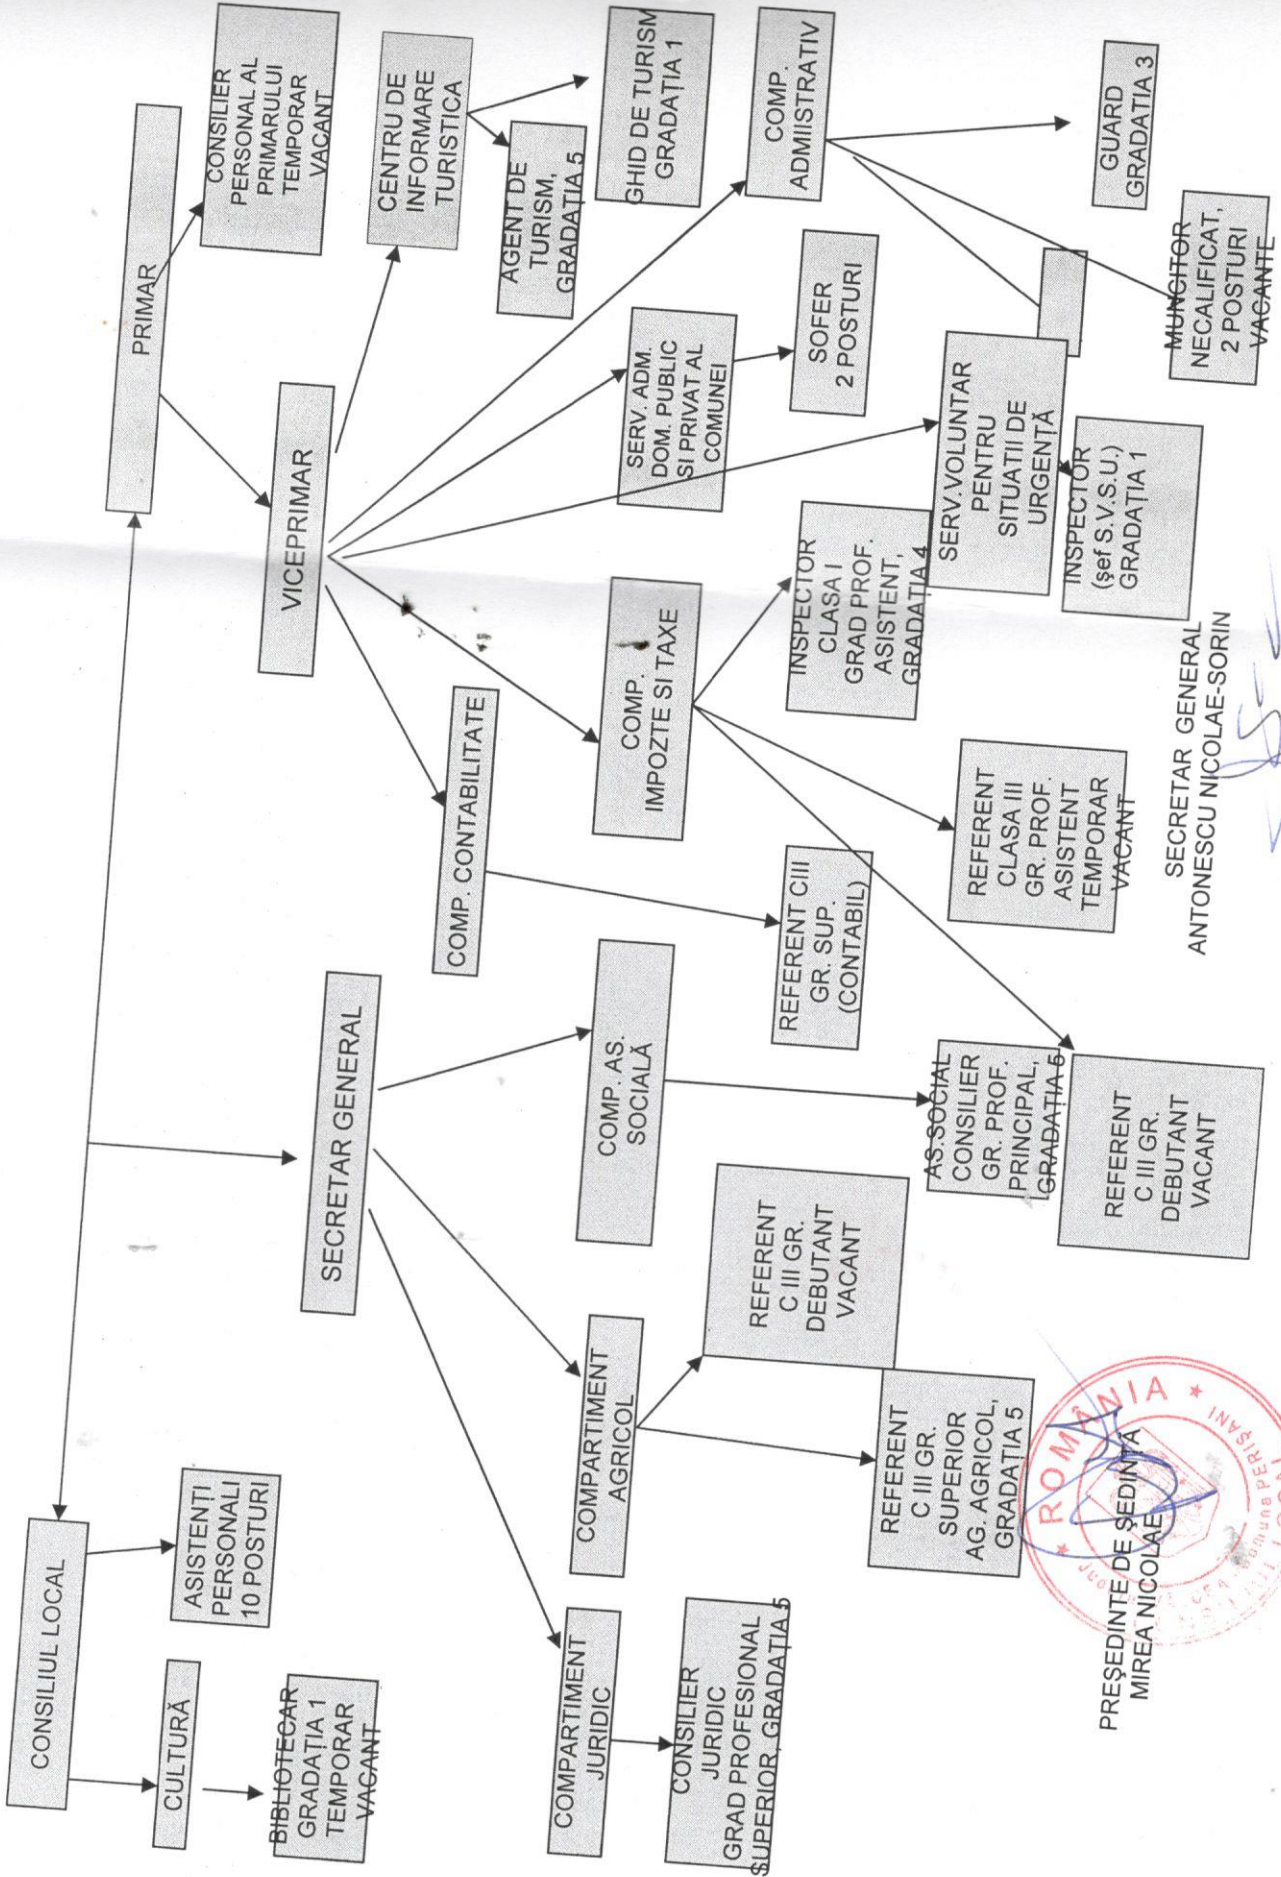 CONSILIUL LOCAL
CULTURĂ
BIBLIOTECAR
GRADAȚIA 1
TEMPORAR
VACANT
ASISTENȚI
PERSONALI
10 POSTURI
PRIMAR
CONSILIER
PERSONAL AL
PRIMARULUI
TEMPORAR
VACANT
SECRETAR GENERAL
VICEPRIMAR
CENTRU DE
INFORMARE
TURISTICA
AGENT DE
TURISM,
GRADAȚIA 5
GHID DE TURISM
GRADAȚIA 1
COMPARTIMENT
JURIDIC
CONSILIER
JURIDIC
GRAD PROFESIONAL
SUPERIOR, GRADAȚIA 5
COMPARTIMENT
AGRICOL
REFERENT
C III GR.
DEBUTANT
VACANT
REFERENT
C III GR.
SUPERIOR
AG. AGRICOL,
GRADAȚIA 5
COMP. AS.
SOCIALĂ
AS.SOCIAL
CONSILIER
GR. PROF.
PRINCIPAL,
GRADAȚIA 5
COMP. CONTABILITATE
REFERENT CIII
GR. SUP.
(CONTABIL)
COMP.
IMPOZTE SI TAXE
REFERENT
C III GR.
DEBUTANT
VACANT
REFERENT
CLASA III
GR. PROF.
ASISTENT
TEMPORAR
VACANT
INSPECTOR
CLASA I
GRAD PROF.
ASISTENT,
GRADAȚIA 4
SERV. ADM.
DOM. PUBLIC
SI PRIVAT AL
COMUNEI
SOFER
2 POSTURI
SERV.VOLUNTAR
PENTRU
SITUATII DE
URGENȚĂ
INSPECTOR
(şef S.V.S.U.)
GRADAȚIA 1
COMP.
ADMIISTRATIV
GUARD
GRADATIA 3
MUNCITOR
NECALIFICAT,
2 POSTURI
VACANTE
PREŞEDINTE DE ŞEDINȚĂ
MIREA NICOLAE
ROMÂNIA
Comuna PERIŞANI
SECRETAR GENERAL
ANTONESCU NICOLAE-SORIN